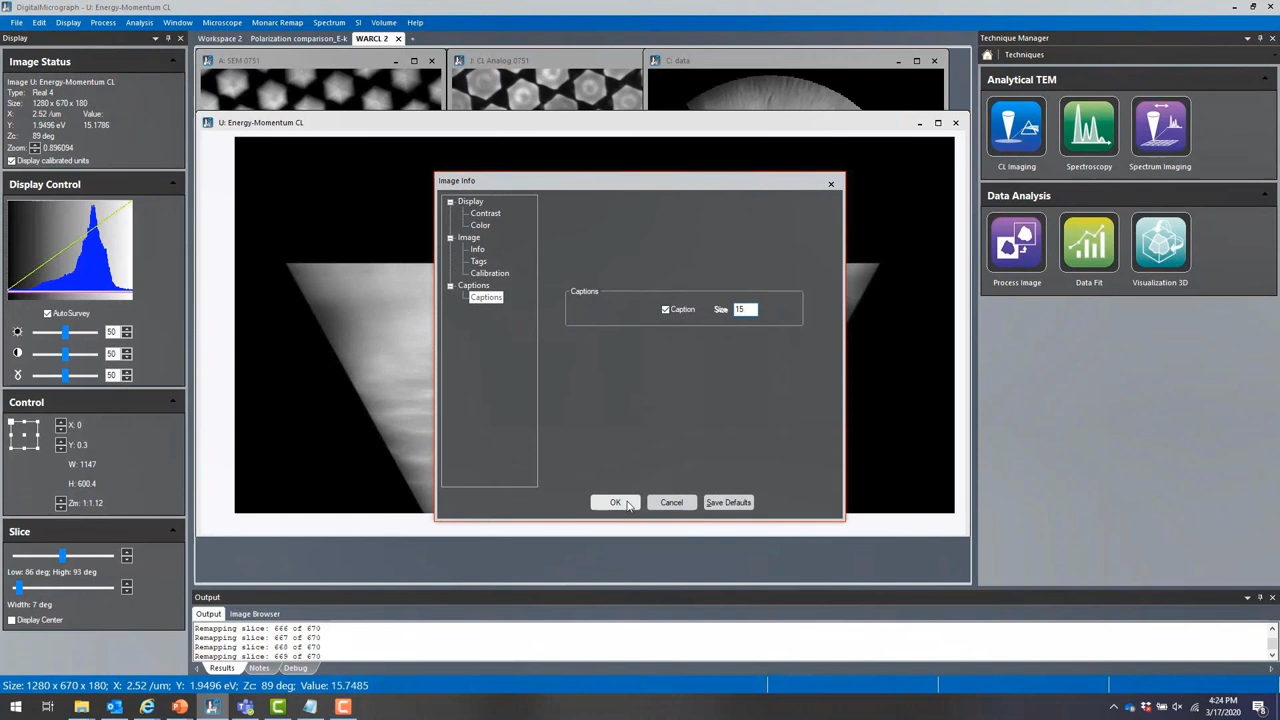 DigitalMicrograph - U: Energy-Momentum CL
File Edit Display Process Analysis Window Microscope Monarc Remap Spectrum SI Volume Help
Display
Workspace 2 Polarization comparison_E-k WARCL 2
Technique Manager
Image Status
Image U: Energy-Momentum CL
Type: Real 4
Size: 1280 x 670 x 180
X: 2.52 /um Value:
Y: 1.9496 eV 15.1786
Zc: 89 deg
Zoom: 0.896094
Display calibrated units
Display Control
AutoSurvey
50
50
50
Control
X: 0
Y: 0.3
W: 1147
H: 600.4
Zm: 1:1.12
Slice
Low: 86 deg; High: 93 deg
Width: 7 deg
Display Center
A: SEM 0751
I: CL Analog 0751
C: data
U: Energy-Momentum CL
Image Info
Display
Contrast
Color
Image
Info
Tags
Calibration
Captions
Captions
Captions
Caption Size 15
OK Cancel Save Defaults
Techniques
Analytical TEM
CL Imaging Spectroscopy Spectrum Imaging
Data Analysis
Process Image Data Fit Visualization 3D
Output
Output Image Browser
Remapping slice: 666 of 670
Remapping slice: 667 of 670
Remapping slice: 668 of 670
Remapping slice: 669 of 670
Results Notes Debug
Size: 1280 x 670 x 180; X: 2.52 /um; Y: 1.9496 eV; Zc: 89 deg; Value: 15.7485
4:24 PM
3/17/2020